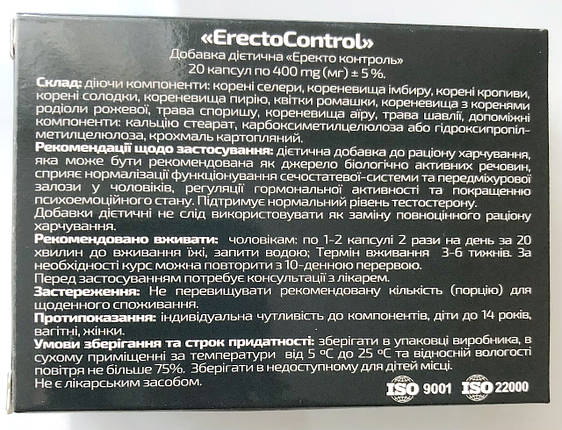 «ErectoControl»
Добавка дієтична «Еректо контроль»
20 капсул по 400 mg (мг) ± 5 %.
Склад: діючи компоненти: корені селери, кореневища імбиру, корені кропиви,
корені солодки, кореневища пирію, квітки ромашки, кореневища з коренями
родіоли рожевої, трава споришу, кореневища аїру, трава шавлії, допоміжні
компоненти: кальцію стеарат, карбоксиметилцелюлоза або гідроксипропіл-
метилцелюлоза, крохмаль картопляний.
Рекомендації щодо застосування: дієтична добавка до раціону харчування,
яка може бути рекомендована як джерело біологічно активних речовин,
сприяє нормалізації функціонування сечостатевої-системи та передміхурової
залози у чоловіків, регуляції гормональної активності та покращенню
психоемоційного стану. Підтримує нормальний рівень тестостерону.
Добавки дієтичні не слід використовувати як заміну повноцінного раціону
харчування.
Рекомендовано вживати: чоловікам: по 1-2 капсулі 2 рази на день за 20
хвилин до вживання їжі, запити водою; Термін вживання 3-6 тижнів. За
необхідності курс можна повторити з 10-денною перервою.
Перед застосуванням потребує консультації з лікарем.
Застереження: Не перевищувати рекомендовану кількість (порцію) для
щоденного споживання.
Протипоказання: індивідуальна чутливість до компонентів, діти до 14 років,
вагітні, жінки.
Умови зберігання та строк придатності: зберігати в упаковці виробника, в
сухому приміщенні за температури від 5 ºС до 25 ºС та відносній вологості
повітря не більше 75%. Зберігати в недоступному для дітей місці.
Не є лікарським засобом.
ISO 9001 ISO 22000